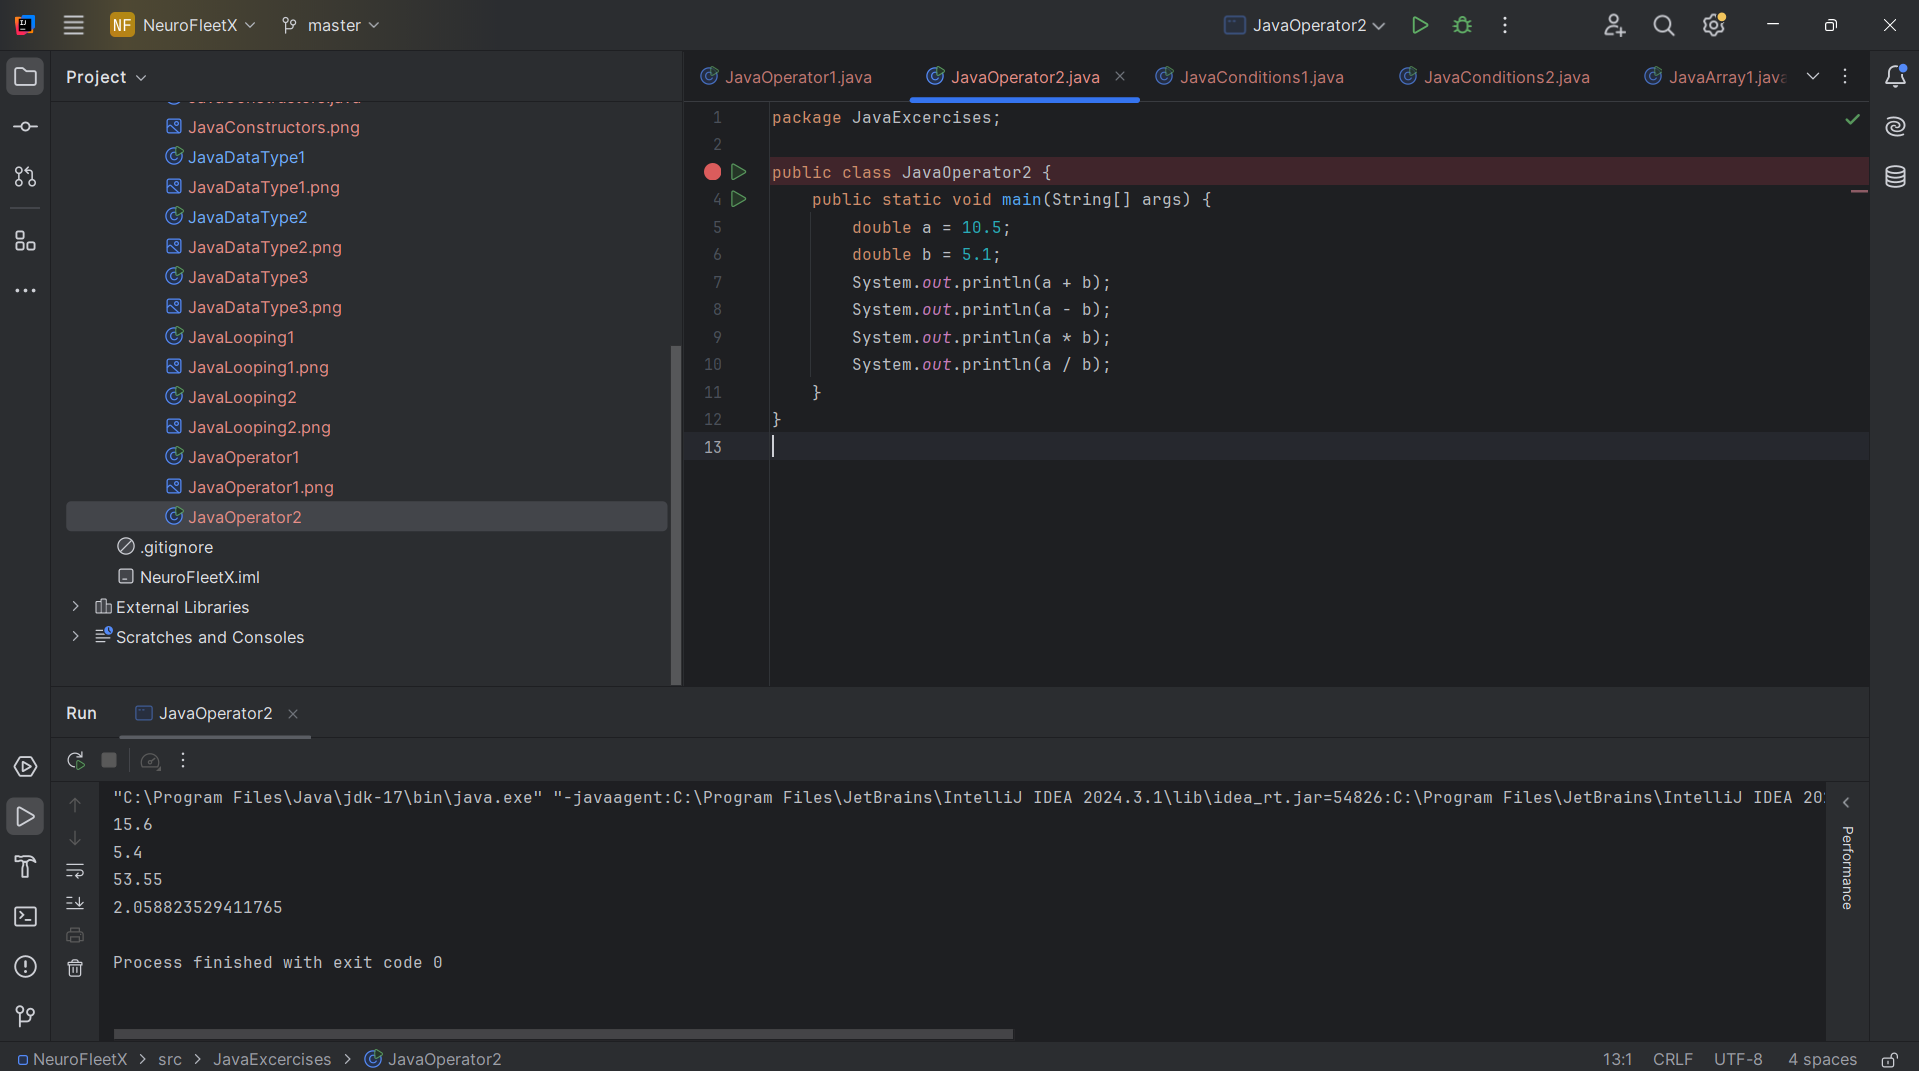 NF NeuroFleetX master JavaOperator2
Project
JavaConstructors.png
JavaDataType1
JavaDataType1.png
JavaDataType2
JavaDataType2.png
JavaDataType3
JavaDataType3.png
JavaLooping1
JavaLooping1.png
JavaLooping2
JavaLooping2.png
JavaOperator1
JavaOperator1.png
JavaOperator2
.gitignore
NeuroFleetX.iml
External Libraries
Scratches and Consoles
JavaOperator1.java JavaOperator2.java JavaConditions1.java JavaConditions2.java JavaArray1.java
1 package JavaExcercises;
2
public class JavaOperator2 {
4 public static void main(String[] args) {
5 double a = 10.5;
6 double b = 5.1;
7 System.out.println(a + b);
8 System.out.println(a - b);
9 System.out.println(a * b);
10 System.out.println(a / b);
11 }
12 }
13
Run JavaOperator2
"C:\Program Files\Java\jdk-17\bin\java.exe" "-javaagent:C:\Program Files\JetBrains\IntelliJ IDEA 2024.3.1\lib\idea_rt.jar=54826:C:\Program Files\JetBrains\IntelliJ IDEA 20
15.6
5.4
53.55
2.058823529411765
Process finished with exit code 0
Performance
NeuroFleetX > src > JavaExcercises > JavaOperator2
13:1 CRLF UTF-8 4 spaces